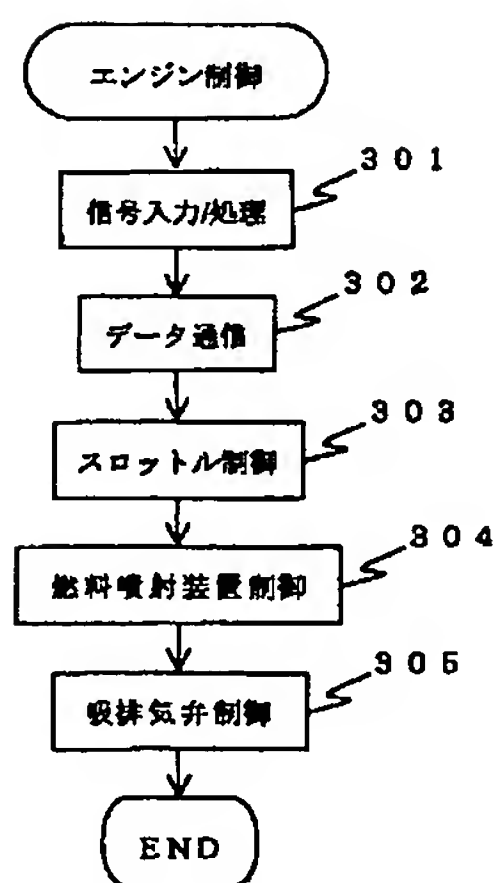 エンジン制御
301
信号入力/処理
302
データ通信
303
スロットル制御
304
燃料噴射装置制御
305
吸排気弁制御
END